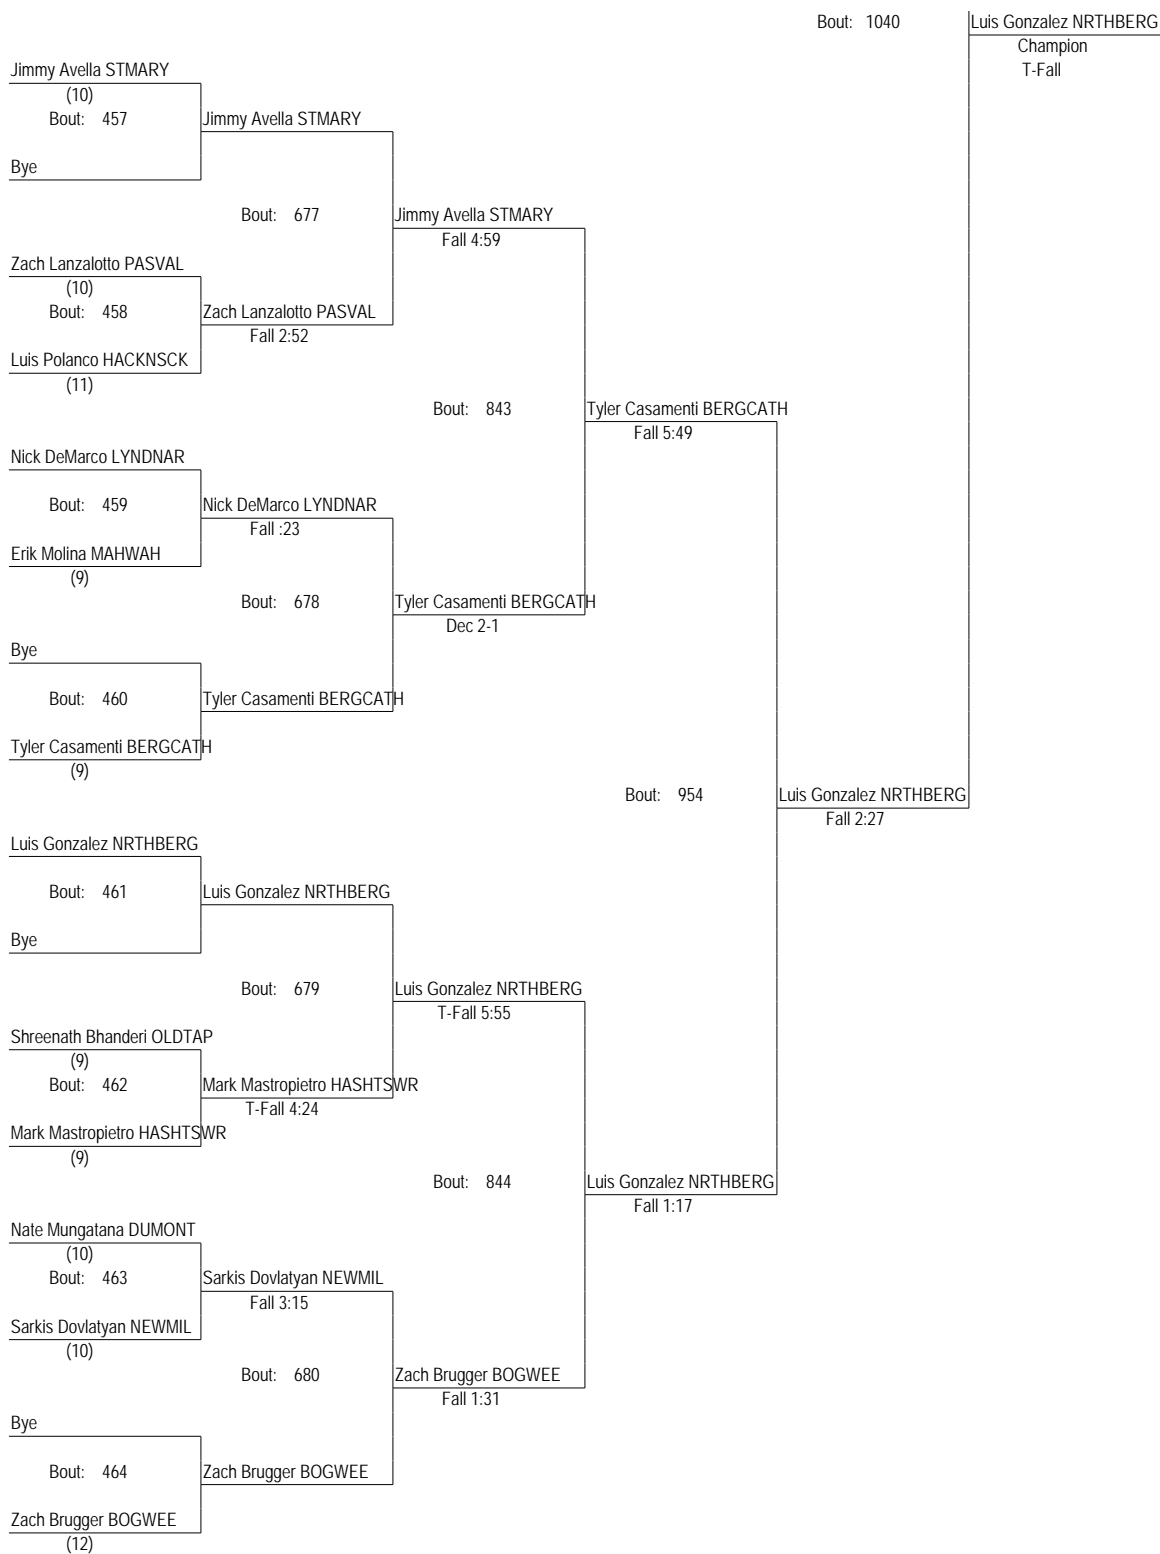 Bout: 1040 Luis Gonzalez NRTHBERG
Champion
Jimmy Avella STMARY T-Fall
(10)
Bout: 457 Jimmy Avella STMARY
Bye
Bout: 677 Jimmy Avella STMARY
Fall 4:59
Zach Lanzalotto PASVAL
(10)
Bout: 458 Zach Lanzalotto PASVAL
Fall 2:52
Luis Polanco HACKNSCK
(11)
Bout: 843 Tyler Casamenti BERGCATH
Fall 5:49
Nick DeMarco LYNDNAR
Bout: 459 Nick DeMarco LYNDNAR
Fall :23
Erik Molina MAHWAH
(9)
Bout: 678 Tyler Casamenti BERGCATH
Dec 2-1
Bye
Bout: 460 Tyler Casamenti BERGCATH
Tyler Casamenti BERGCATH
(9)
Bout: 954 Luis Gonzalez NRTHBERG
Fall 2:27
Luis Gonzalez NRTHBERG
Bout: 461 Luis Gonzalez NRTHBERG
Bye
Bout: 679 Luis Gonzalez NRTHBERG
T-Fall 5:55
Shreenath Bhanderi OLDTAP
(9)
Bout: 462 Mark Mastropietro HASHTSWR
T-Fall 4:24
Mark Mastropietro HASHTSWR
(9)
Bout: 844 Luis Gonzalez NRTHBERG
Fall 1:17
Nate Mungatana DUMONT
(10)
Bout: 463 Sarkis Dovlatyan NEWMIL
Fall 3:15
Sarkis Dovlatyan NEWMIL
(10)
Bout: 680 Zach Brugger BOGWEE
Fall 1:31
Bye
Bout: 464 Zach Brugger BOGWEE
Zach Brugger BOGWEE
(12)